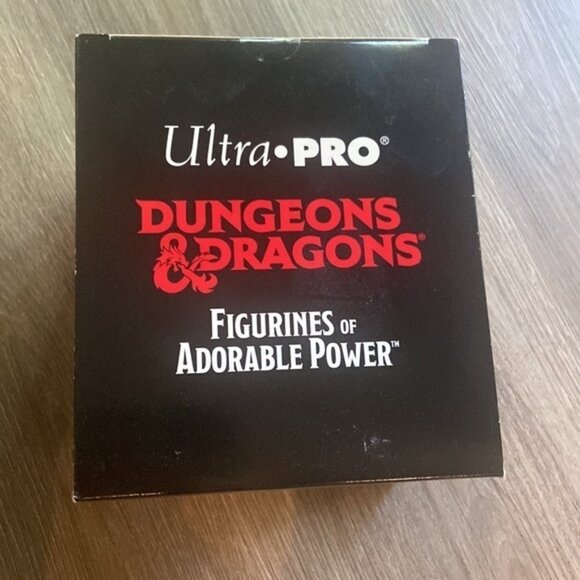 Ultra•PRO®
DUNGEONS
& DRAGONS®
FIGURINES OF
ADORABLE POWER™